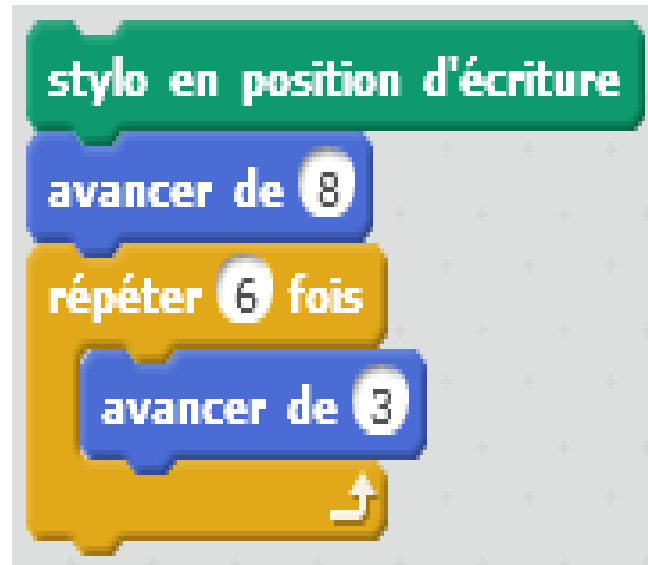 stylo en position d'écriture
avancer de 8
répéter 6 fois
avancer de 3